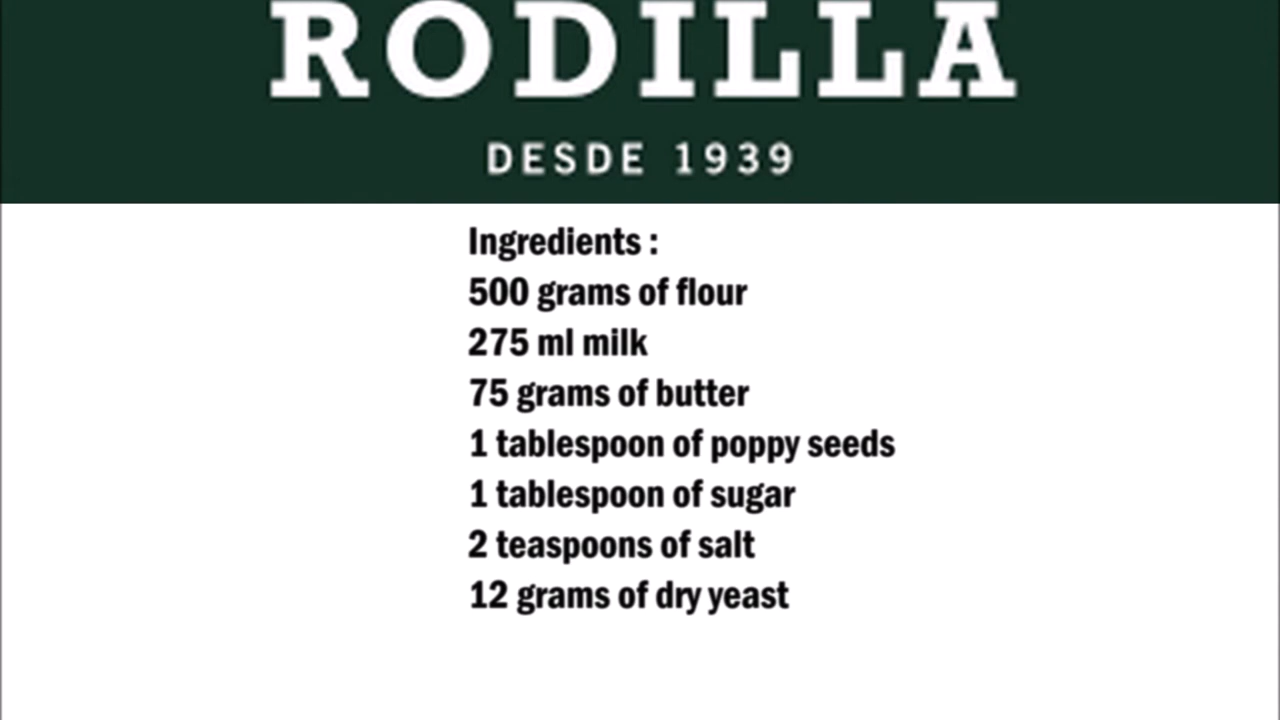 RODILLA
DESDE 1939
Ingredients :
500 grams of flour
275 ml milk
75 grams of butter
1 tablespoon of poppy seeds
1 tablespoon of sugar
2 teaspoons of salt
12 grams of dry yeast